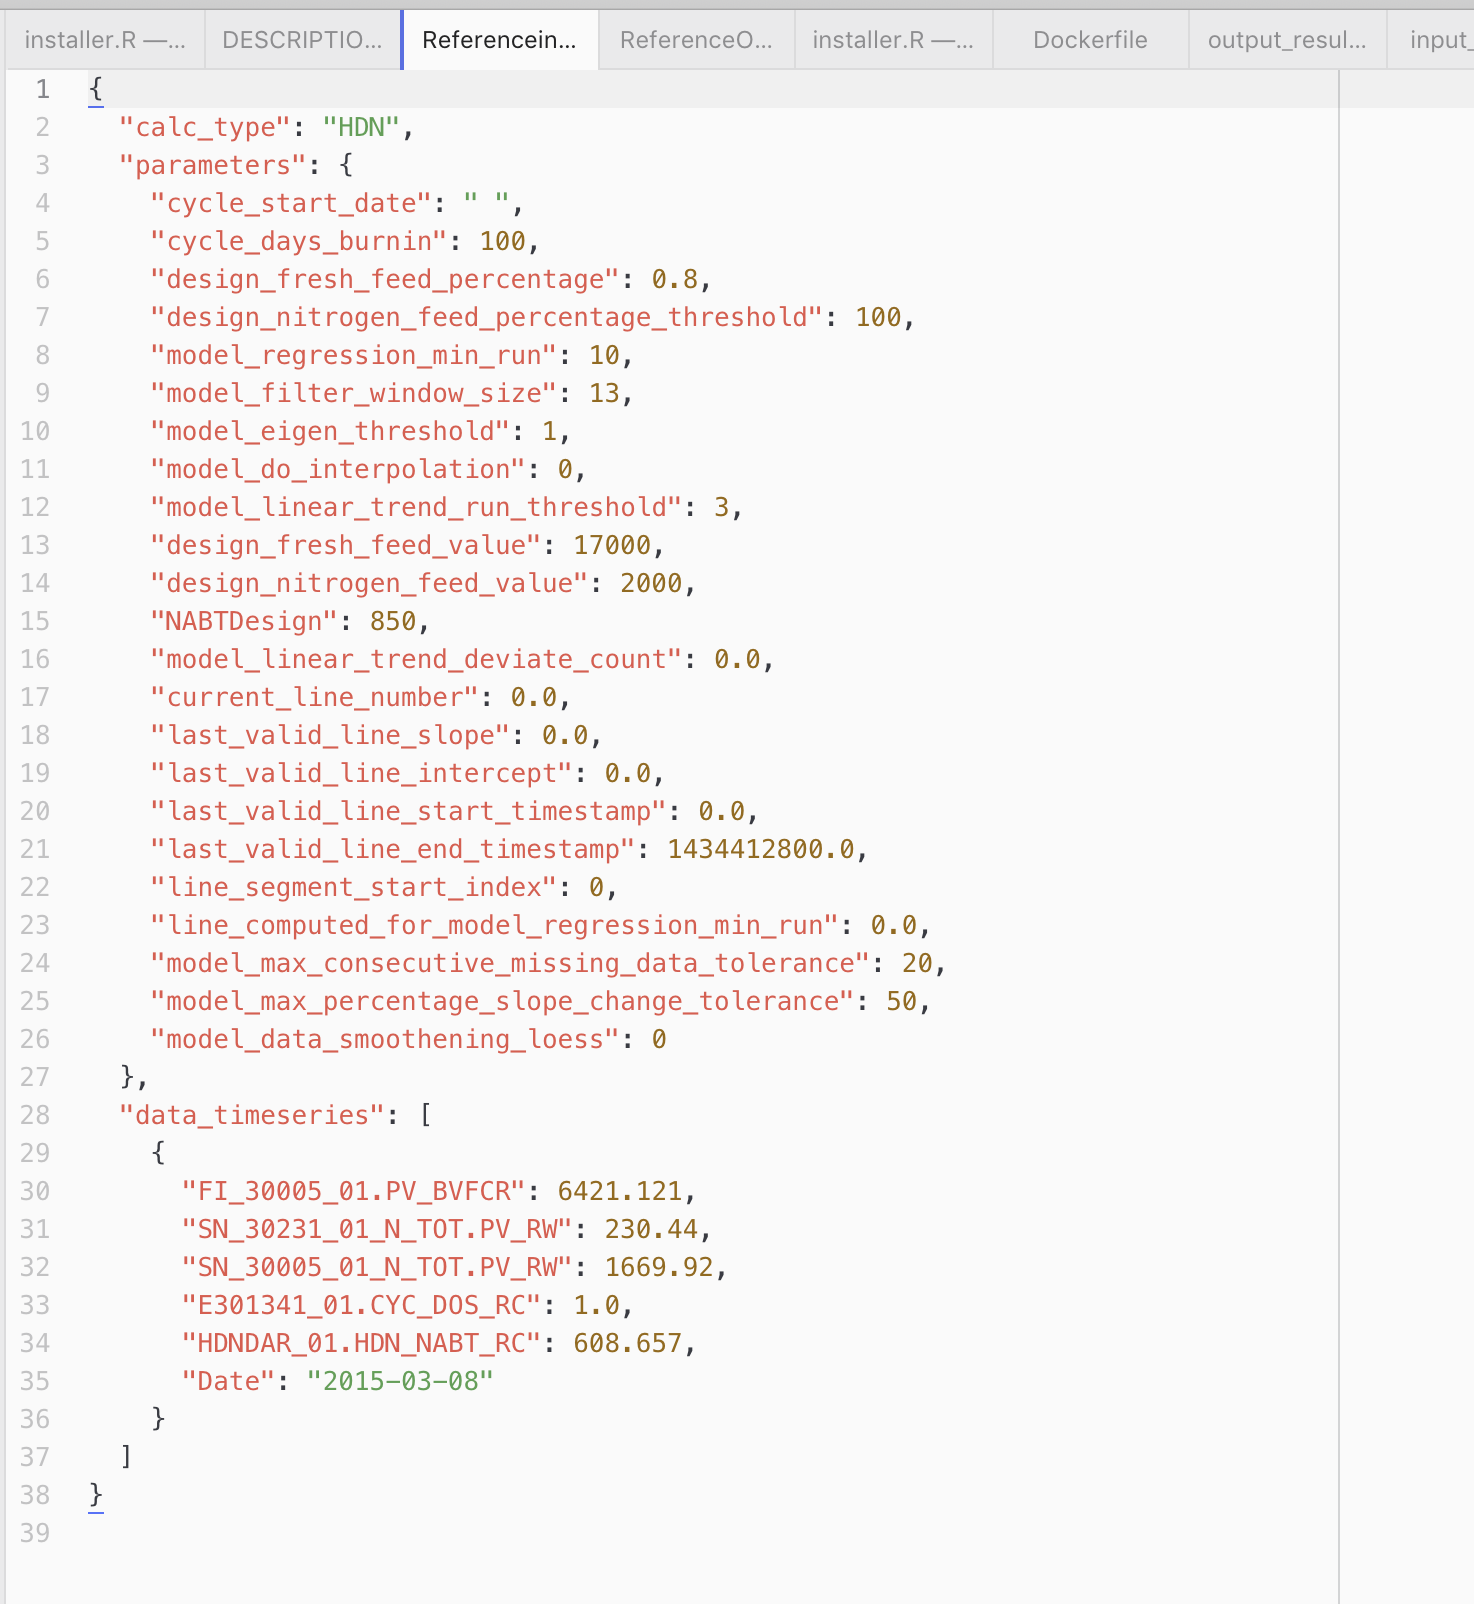 installer.R —...
DESCRIPTIO...
Referencein...
ReferenceO...
installer.R —...
Dockerfile
output_resul...
input_
1 {
2 "calc_type": "HDN",
3 "parameters": {
4 "cycle_start_date": " ",
5 "cycle_days_burnin": 100,
6 "design_fresh_feed_percentage": 0.8,
7 "design_nitrogen_feed_percentage_threshold": 100,
8 "model_regression_min_run": 10,
9 "model_filter_window_size": 13,
10 "model_eigen_threshold": 1,
11 "model_do_interpolation": 0,
12 "model_linear_trend_run_threshold": 3,
13 "design_fresh_feed_value": 17000,
14 "design_nitrogen_feed_value": 2000,
15 "NABTDesign": 850,
16 "model_linear_trend_deviate_count": 0.0,
17 "current_line_number": 0.0,
18 "last_valid_line_slope": 0.0,
19 "last_valid_line_intercept": 0.0,
20 "last_valid_line_start_timestamp": 0.0,
21 "last_valid_line_end_timestamp": 1434412800.0,
22 "line_segment_start_index": 0,
23 "line_computed_for_model_regression_min_run": 0.0,
24 "model_max_consecutive_missing_data_tolerance": 20,
25 "model_max_percentage_slope_change_tolerance": 50,
26 "model_data_smoothening_loess": 0
27 },
28 "data_timeseries": [
29 {
30 "FI_30005_01.PV_BVFCR": 6421.121,
31 "SN_30231_01_N_TOT.PV_RW": 230.44,
32 "SN_30005_01_N_TOT.PV_RW": 1669.92,
33 "E301341_01.CYC_DOS_RC": 1.0,
34 "HDNDAR_01.HDN_NABT_RC": 608.657,
35 "Date": "2015-03-08"
36 }
37 ]
38 }
39